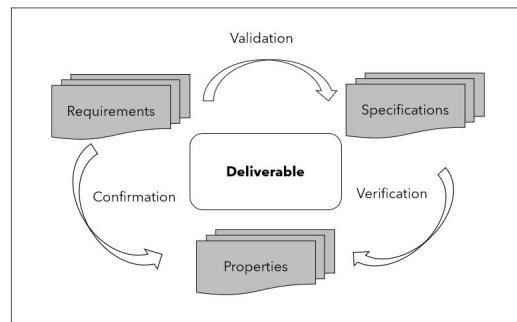 Validation
Requirements
Specifications
Deliverable
Confirmation
Verification
Properties